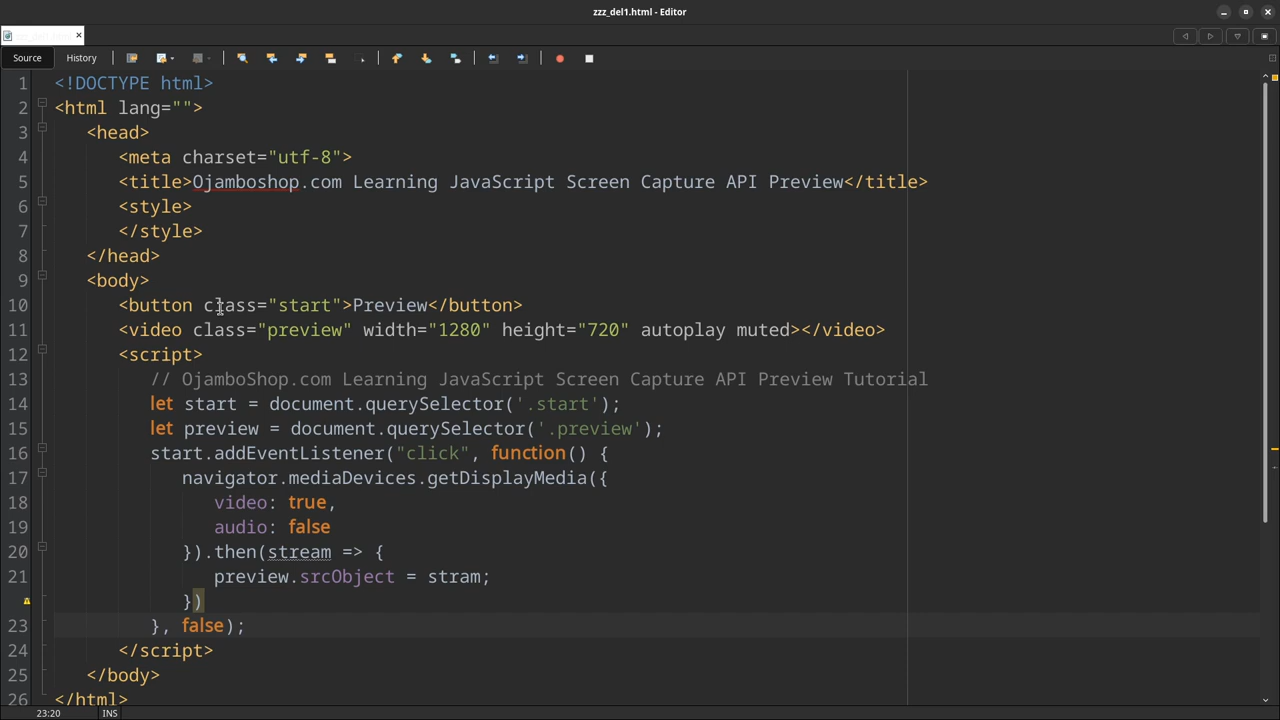 zzz_del1.html - Editor
Source History
1 <!DOCTYPE html>
2 <html lang="">
3 <head>
4 <meta charset="utf-8">
5 <title>Ojamboshop.com Learning JavaScript Screen Capture API Preview</title>
6 <style>
7 </style>
8 </head>
9 <body>
10 <button class="start">Preview</button>
11 <video class="preview" width="1280" height="720" autoplay muted></video>
12 <script>
13 // OjamboShop.com Learning JavaScript Screen Capture API Preview Tutorial
14 let start = document.querySelector('.start');
15 let preview = document.querySelector('.preview');
16 start.addEventListener("click", function() {
17 navigator.mediaDevices.getDisplayMedia({
18 video: true,
19 audio: false
20 }).then(stream => {
21 preview.srcObject = stram;
})
23 }, false);
24 </script>
25 </body>
26 </html>
23:20 INS